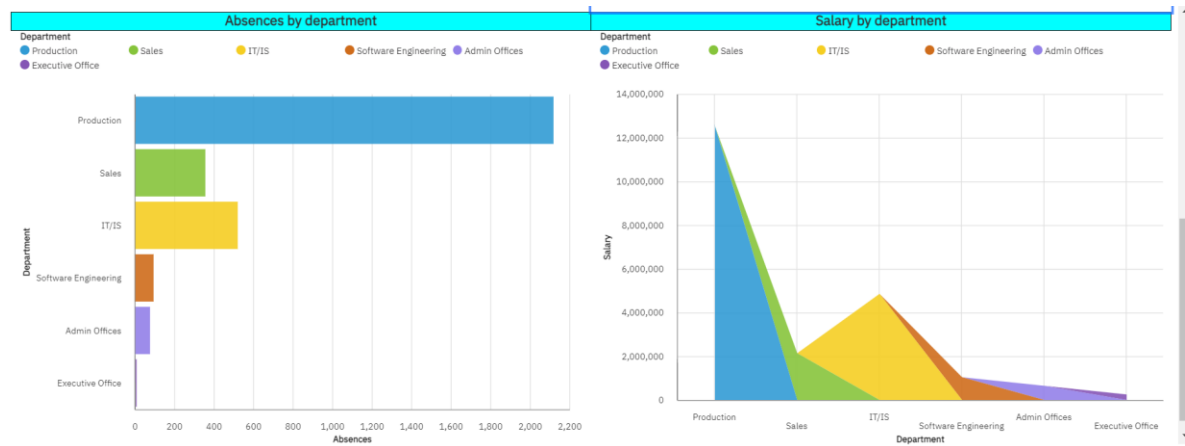 Absences by department
Department
Production Sales IT/IS Software Engineering Admin Offices
Executive Office
Production
Sales
IT/IS
Software Engineering
Admin Offices
Executive Office
Department
0 200 400 600 800 1,000 1,200 1,400 1,600 1,800 2,000 2,200
Absences
Salary by department
Department
Production Sales IT/IS Software Engineering Admin Offices
Executive Office
14,000,000
12,000,000
10,000,000
8,000,000
6,000,000
4,000,000
2,000,000
0
Salary
Production IT/IS Admin Offices
Sales Software Engineering Executive Office
Department